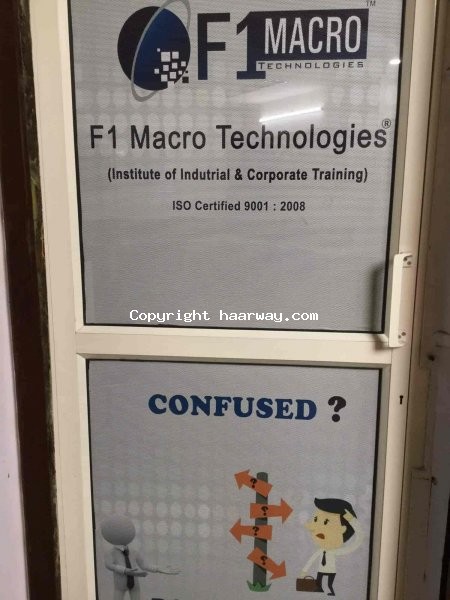 F1 MACRO TM
TECHNOLOGIES
F1 Macro Technologies®
(Institute of Indutrial & Corporate Training)
ISO Certified 9001 : 2008
Copyright haarway.com
CONFUSED ?
?
?
?
?